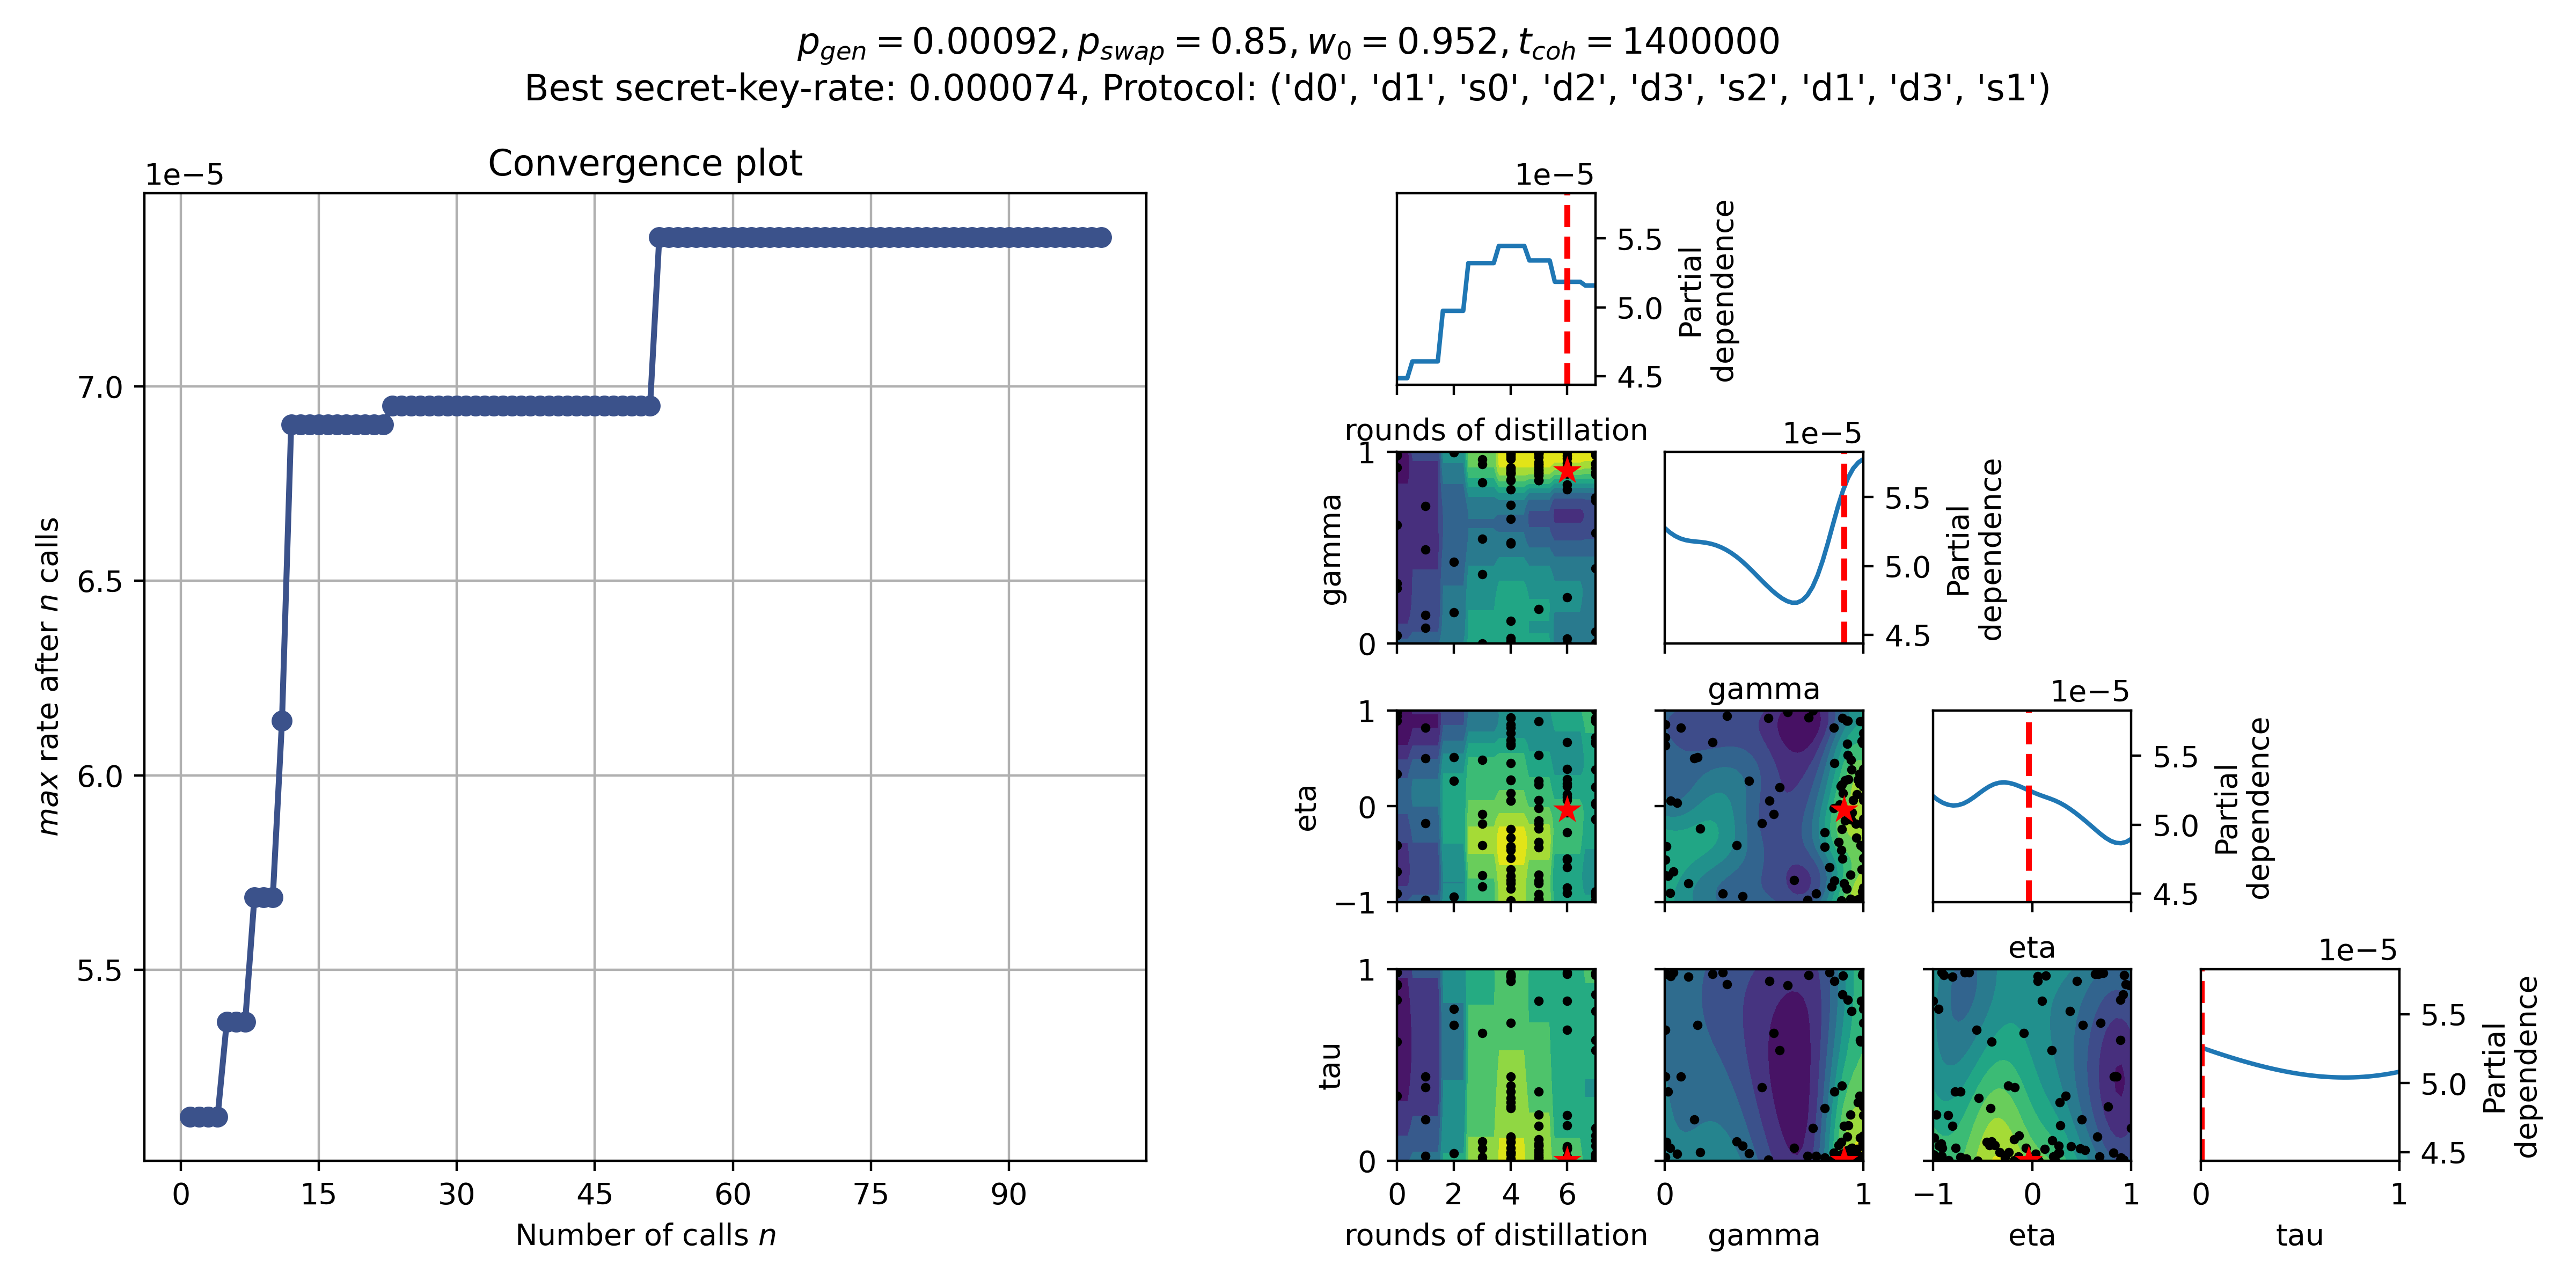 p_gen = 0.00092, p_swap = 0.85, w_0 = 0.952, t_coh = 1400000
Best secret-key-rate: 0.000074, Protocol: ('d0', 'd1', 's0', 'd2', 'd3', 's2', 'd1', 'd3', 's1')
Convergence plot
1e−5
7.0
6.5
6.0
5.5
max rate after n calls
0 15 30 45 60 75 90
Number of calls n
1e−5
5.5
5.0
4.5
Partial
dependence
rounds of distillation
1
0
gamma
1e−5
5.5
5.0
4.5
Partial
dependence
gamma
1
0
−1
eta
1e−5
5.5
5.0
4.5
Partial
dependence
eta
1
0
tau
1e−5
5.5
5.0
4.5
Partial
dependence
0 2 4 6
rounds of distillation
0 1
gamma
−1 0 1
eta
0 1
tau